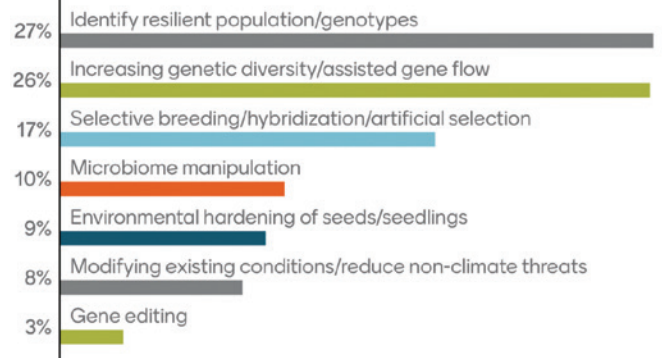 Identify resilient population/genotypes
27%
Increasing genetic diversity/assisted gene flow
26%
Selective breeding/hybridization/artificial selection
17%
Microbiome manipulation
10%
Environmental hardening of seeds/seedlings
9%
Modifying existing conditions/reduce non-climate threats
8%
Gene editing
3%